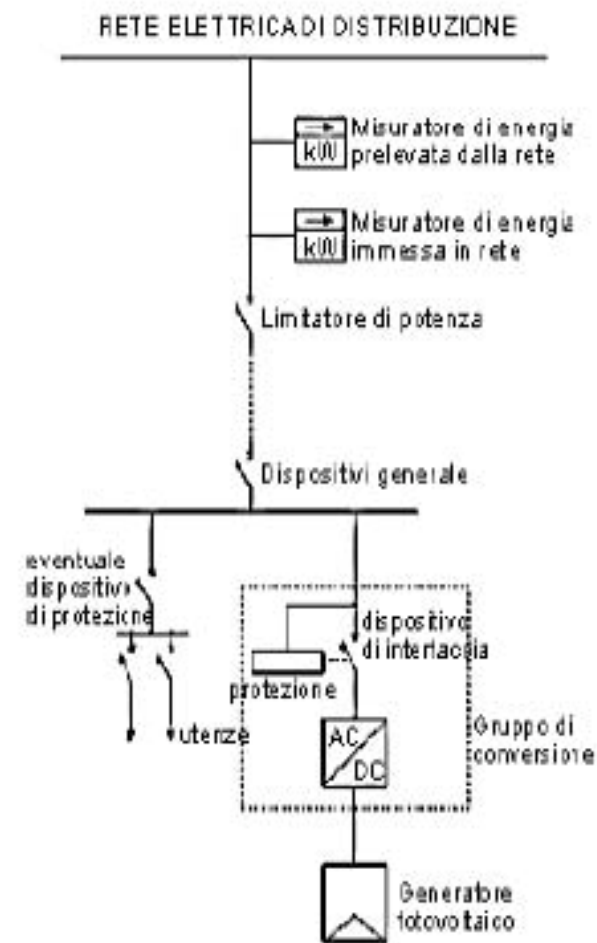 RETE ELETTRICA DI DISTRIBUZIONE
Misuratore di energia
prelevata dalla rete
kW
Misuratore di energia
immessa in rete
kW
Limitatore di potenza
Dispositivi generale
eventuale
dispositivo
di protezione
utenze
dispositivo
di interfaccia
protezione
AC
DC
Gruppo di
conversione
Generatore
fotovoltaico